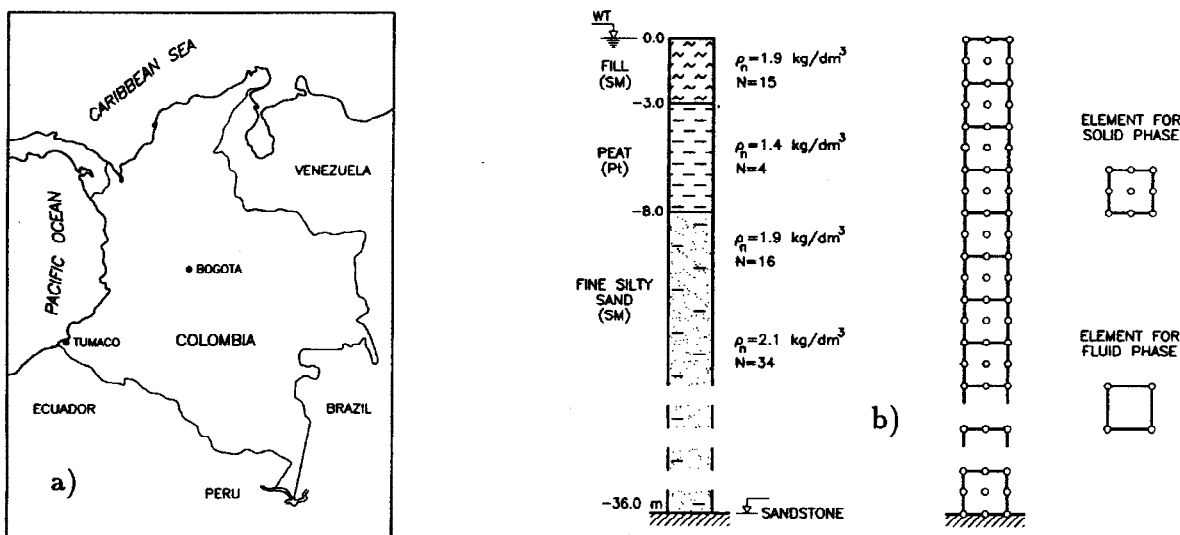 CARIBBEAN SEA
VENEZUELA
PACIFIC OCEAN
BOGOTA
TUMACO
COLOMBIA
ECUADOR
BRAZIL
a)
PERU
WT
0.0
FILL
(SM)
ρn=1.9 kg/dm³
N=15
-3.0
PEAT
(Pt)
ρn=1.4 kg/dm³
N=4
-8.0
ρn=1.9 kg/dm³
N=16
FINE SILTY
SAND
(SM)
ρn=2.1 kg/dm³
N=34
-36.0 m
SANDSTONE
b)
ELEMENT FOR
SOLID PHASE
ELEMENT FOR
FLUID PHASE